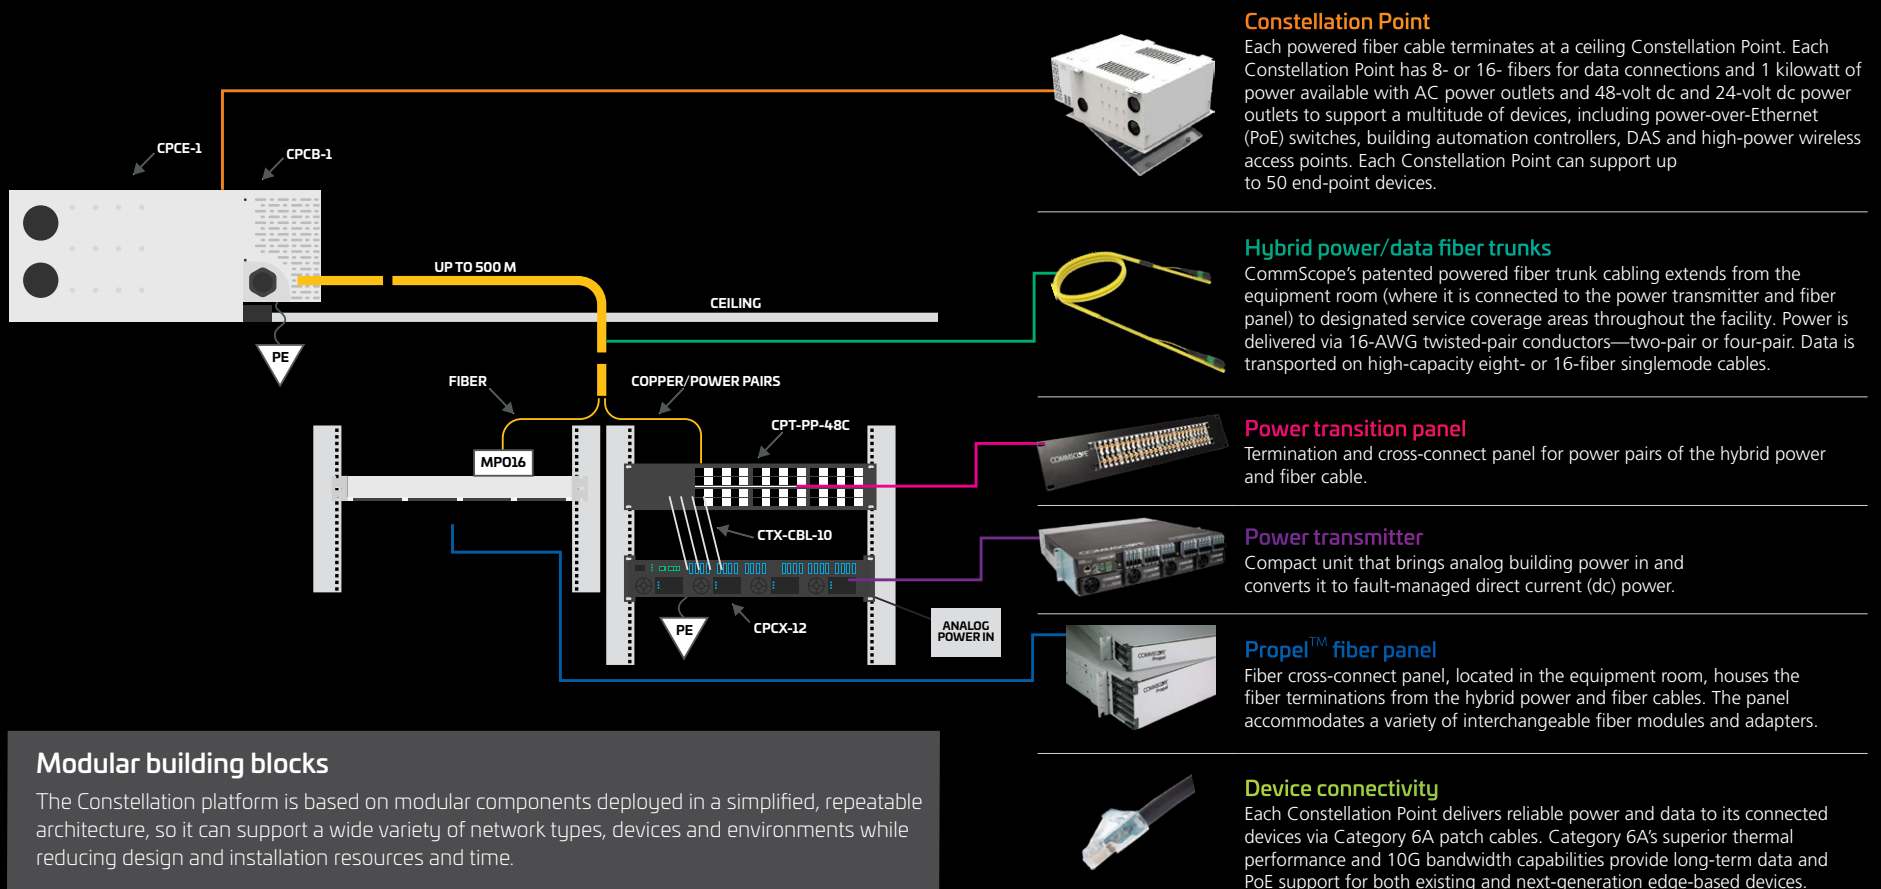 CPCE-1
CPCB-1
UP TO 500 M
CEILING
PE
FIBER
COPPER/POWER PAIRS
CPT-PP-48C
MPO16
CTX-CBL-10
CPCX-12
PE
ANALOG
POWER IN
Modular building blocks
The Constellation platform is based on modular components deployed in a simplified, repeatable
architecture, so it can support a wide variety of network types, devices and environments while
reducing design and installation resources and time.
Constellation Point
Each powered fiber cable terminates at a ceiling Constellation Point. Each
Constellation Point has 8- or 16- fibers for data connections and 1 kilowatt of
power available with AC power outlets and 48-volt dc and 24-volt dc power
outlets to support a multitude of devices, including power-over-Ethernet
(PoE) switches, building automation controllers, DAS and high-power wireless
access points. Each Constellation Point can support up
to 50 end-point devices.
Hybrid power/data fiber trunks
CommScope’s patented powered fiber trunk cabling extends from the
equipment room (where it is connected to the power transmitter and fiber
panel) to designated service coverage areas throughout the facility. Power is
delivered via 16-AWG twisted-pair conductors—two-pair or four-pair. Data is
transported on high-capacity eight- or 16-fiber singlemode cables.
COMMSCOPE
Power transition panel
Termination and cross-connect panel for power pairs of the hybrid power
and fiber cable.
COMMSCOPE
Power transmitter
Compact unit that brings analog building power in and
converts it to fault-managed direct current (dc) power.
COMMSCOPE
Propel
COMMSCOPE
Propel
Propel™ fiber panel
Fiber cross-connect panel, located in the equipment room, houses the
fiber terminations from the hybrid power and fiber cables. The panel
accommodates a variety of interchangeable fiber modules and adapters.
Device connectivity
Each Constellation Point delivers reliable power and data to its connected
devices via Category 6A patch cables. Category 6A’s superior thermal
performance and 10G bandwidth capabilities provide long-term data and
PoE support for both existing and next-generation edge-based devices.